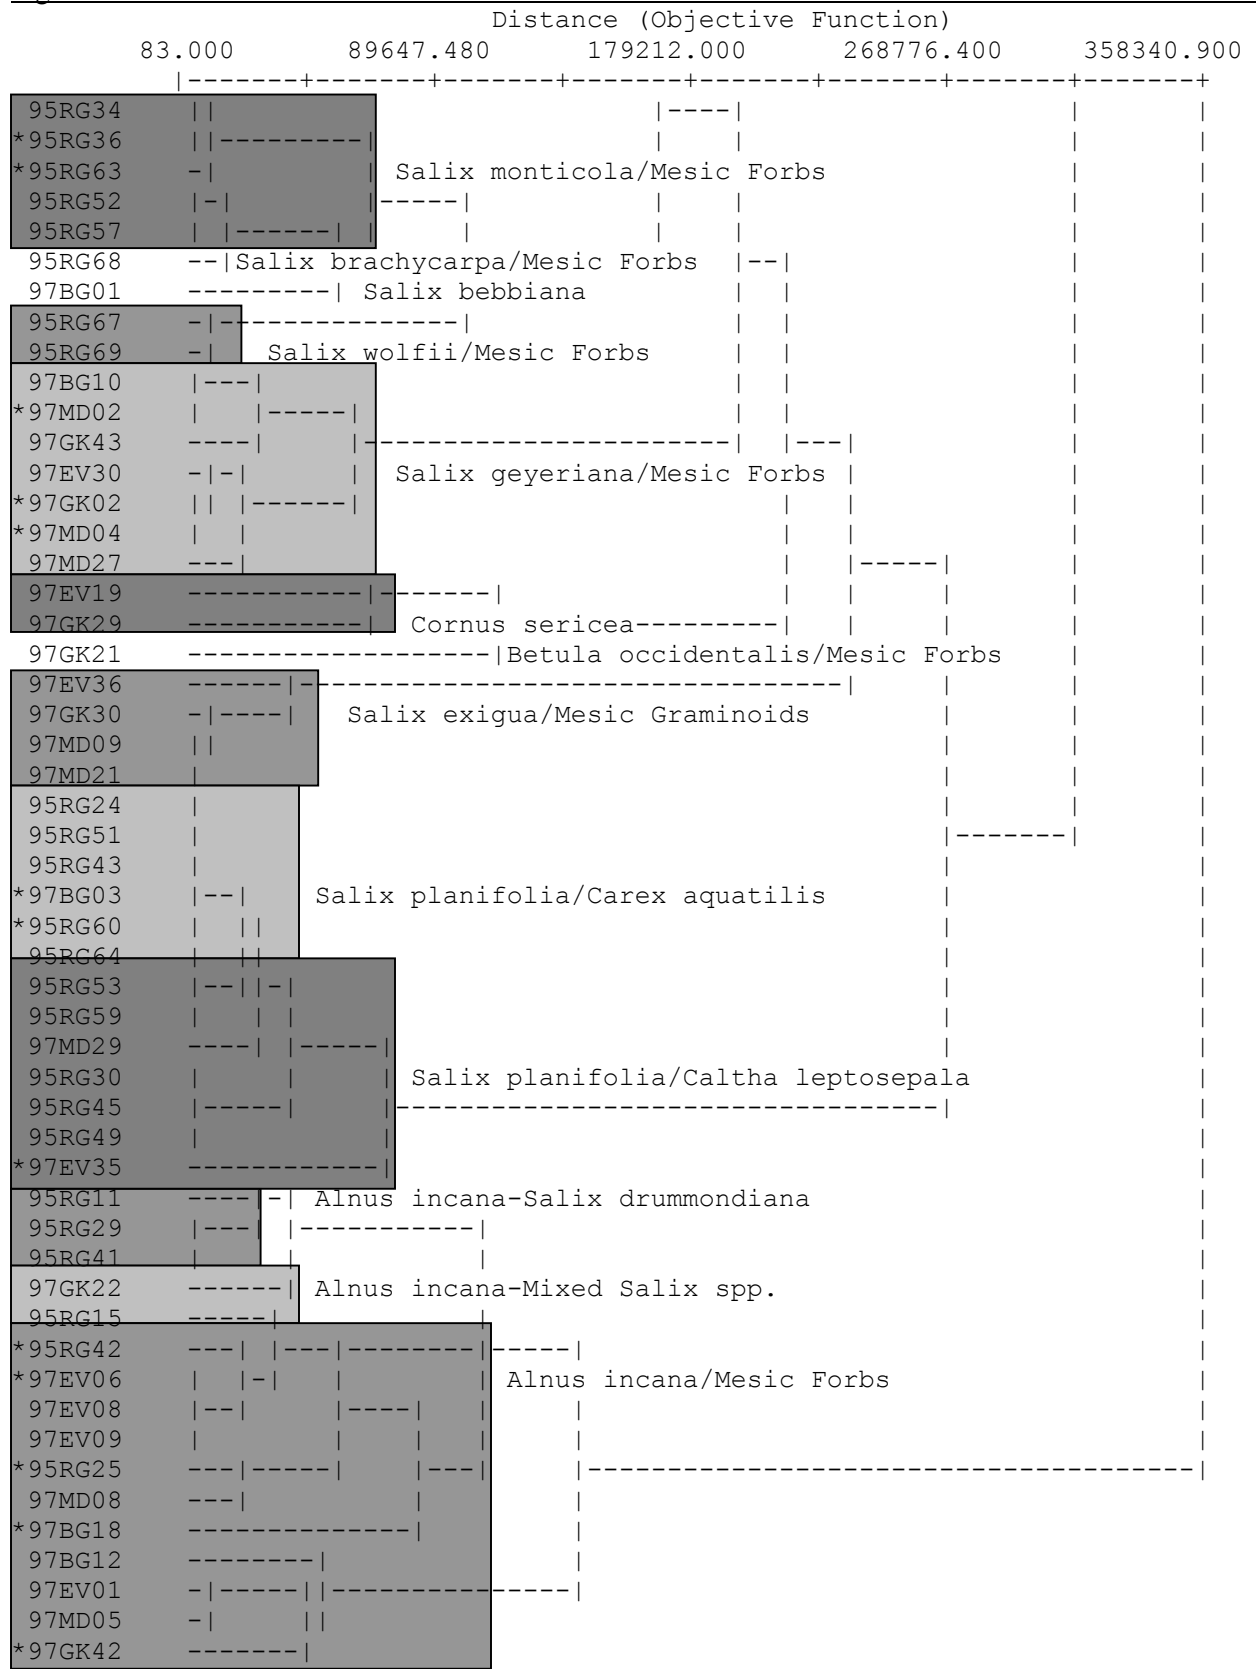 Distance (Objective Function)
83.000 89647.480 179212.000 268776.400 358340.900
|-------+-------+-------+-------+-------+-------+-------+-------+
95RG34
*95RG36
*95RG63 Salix monticola/Mesic Forbs
95RG52
95RG57
95RG68 Salix brachycarpa/Mesic Forbs
97BG01 Salix bebbiana
95RG67
95RG69 Salix wolfii/Mesic Forbs
97BG10
*97MD02
97GK43
97EV30 Salix geyeriana/Mesic Forbs
*97GK02
*97MD04
97MD27
97EV19
97GK29 Cornus sericea
97GK21 Betula occidentalis/Mesic Forbs
97EV36
97GK30 Salix exigua/Mesic Graminoids
97MD09
97MD21
95RG24
95RG51
95RG43
*97BG03 Salix planifolia/Carex aquatilis
*95RG60
95RG64
95RG53
95RG59
97MD29
95RG30 Salix planifolia/Caltha leptosepala
95RG45
95RG49
*97EV35
95RG11 Alnus incana-Salix drummondiana
95RG29
95RG41
97GK22 Alnus incana-Mixed Salix spp.
95RG15
*95RG42
*97EV06 Alnus incana/Mesic Forbs
97EV08
97EV09
*95RG25
97MD08
*97BG18
97BG12
97EV01
97MD05
*97GK42